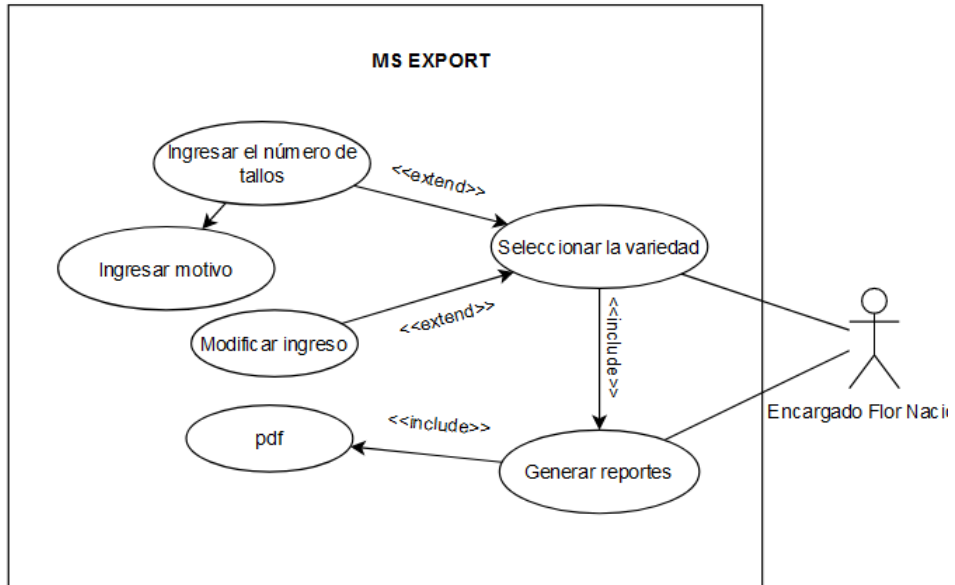 MS EXPORT
Ingresar el número de
tallos
<<extend>>
Seleccionar la variedad
Ingresar motivo
<<extend>>
Modificar ingreso
<<include>>
<<include>>
pdf
Generar reportes
Encargado Flor